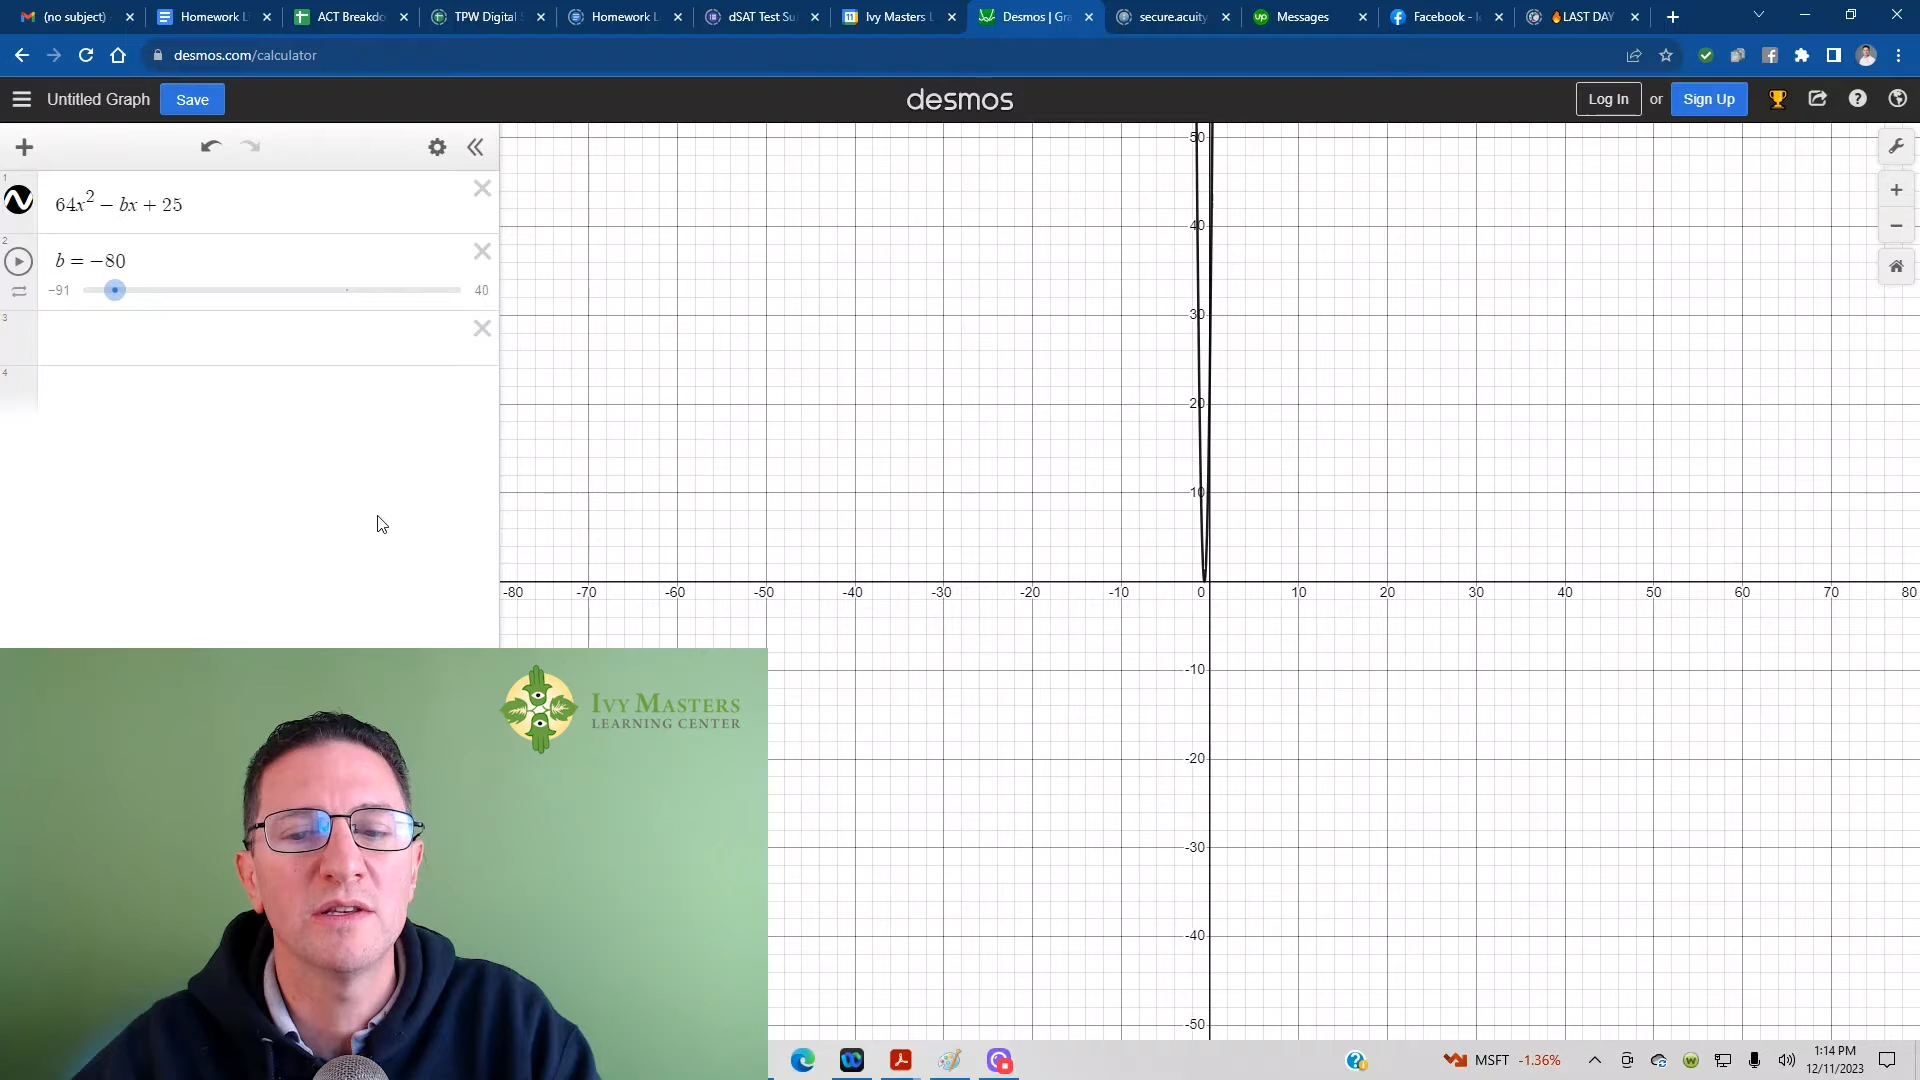 (no subject)
Homework L
ACT Breakdo
TPW Digital
Homework L
dSAT Test Su
Ivy Masters L
Desmos | Gra
secure.acuity
Messages
Facebook -
🔥LAST DAY
desmos.com/calculator
Untitled Graph
Save
desmos
Log In
or
Sign Up
1
64x² − bx + 25
2
b = −80
−91
40
3
4
50
40
30
20
10
-80 -70 -60 -50 -40 -30 -20 -10 0 10 20 30 40 50 60 70 80
-10
-20
-30
-40
-50
IVY MASTERS
LEARNING CENTER
MSFT -1.36%
1:14 PM
12/11/2023